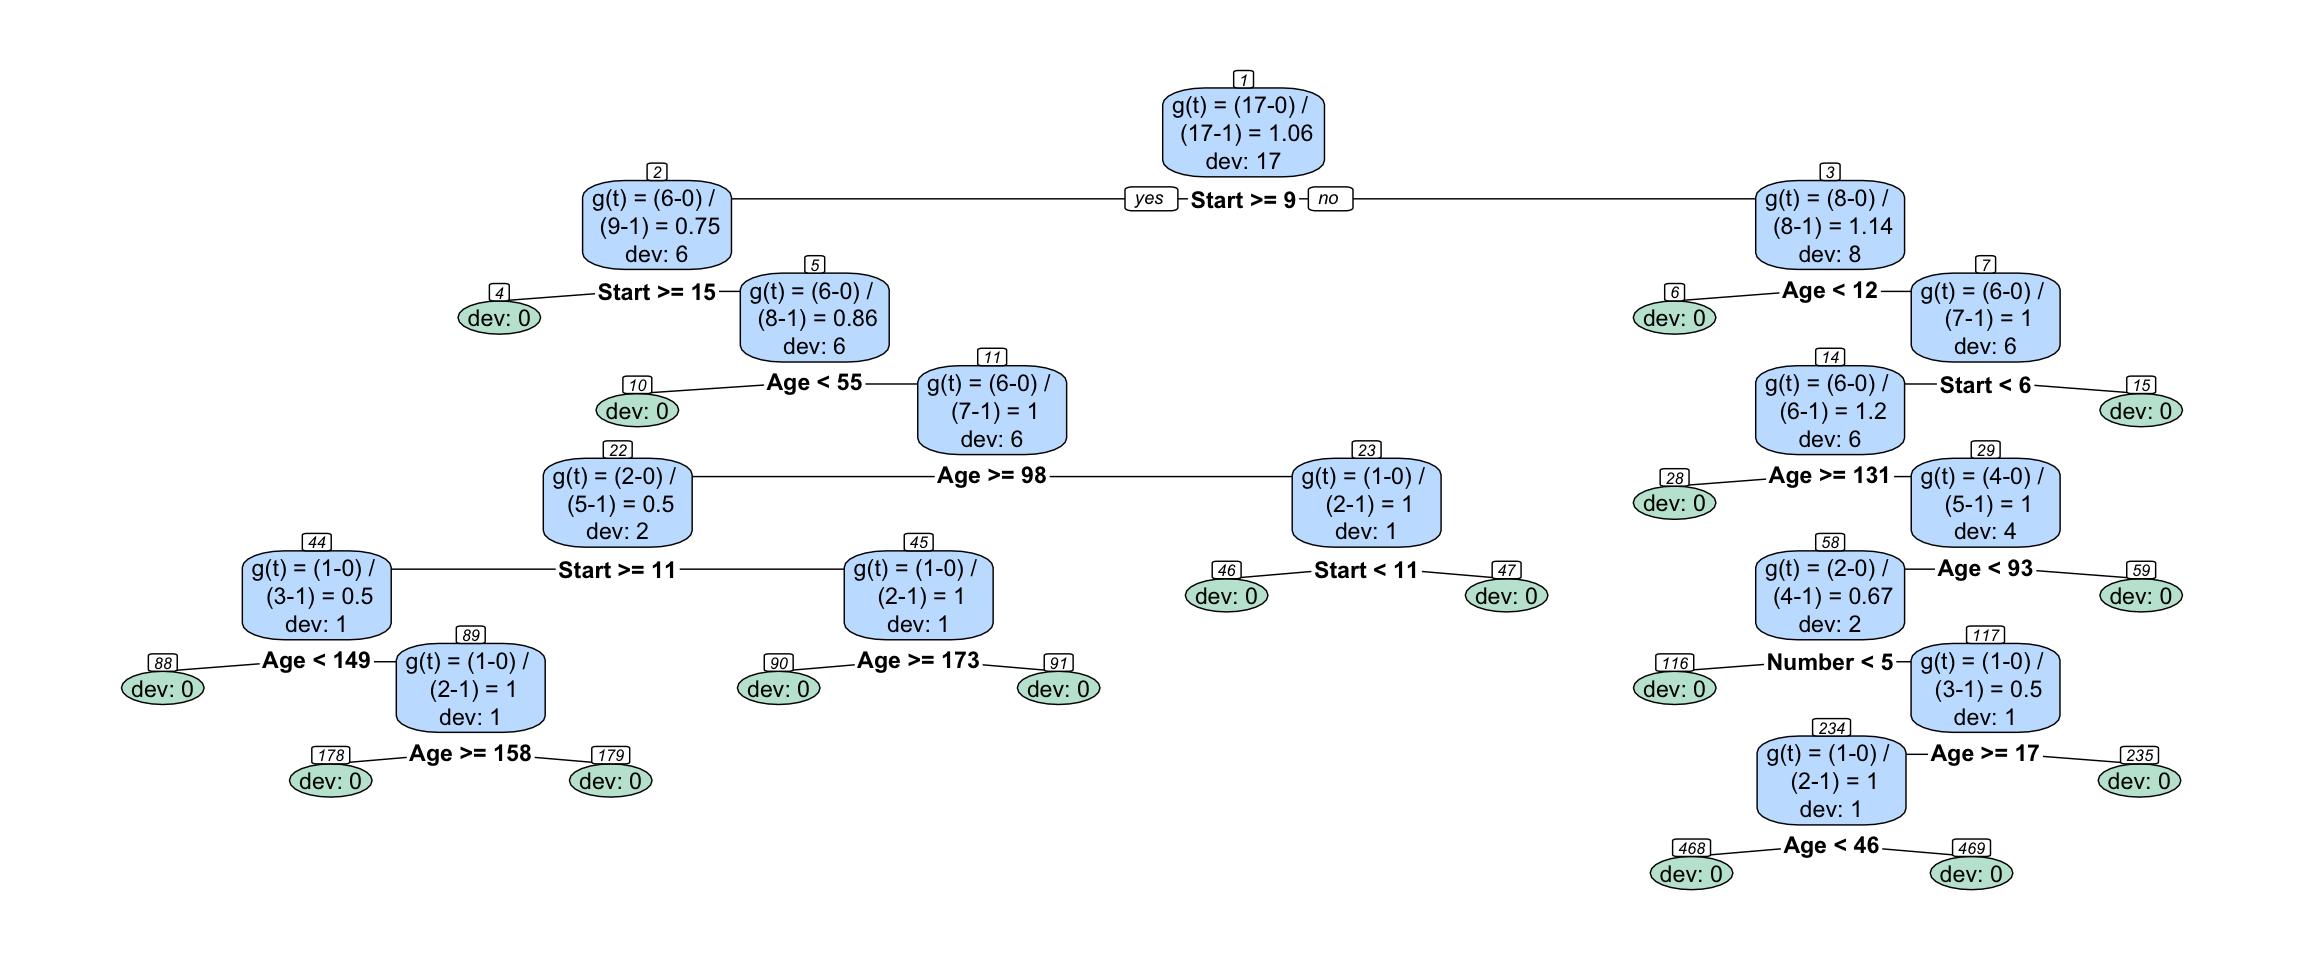 1
g(t) = (17-0) /
(17-1) = 1.06
dev: 17
yes
Start >= 9
no
2
g(t) = (6-0) /
(9-1) = 0.75
dev: 6
3
g(t) = (8-0) /
(8-1) = 1.14
dev: 8
Start >= 15
Age < 12
4
dev: 0
5
g(t) = (6-0) /
(8-1) = 0.86
dev: 6
6
dev: 0
7
g(t) = (6-0) /
(7-1) = 1
dev: 6
Age < 55
Start < 6
10
dev: 0
11
g(t) = (6-0) /
(7-1) = 1
dev: 6
14
g(t) = (6-0) /
(6-1) = 1.2
dev: 6
15
dev: 0
Age >= 98
Age >= 131
22
g(t) = (2-0) /
(5-1) = 0.5
dev: 2
23
g(t) = (1-0) /
(2-1) = 1
dev: 1
28
dev: 0
29
g(t) = (4-0) /
(5-1) = 1
dev: 4
Start >= 11
Start < 11
Age < 93
44
g(t) = (1-0) /
(3-1) = 0.5
dev: 1
45
g(t) = (1-0) /
(2-1) = 1
dev: 1
46
dev: 0
47
dev: 0
58
g(t) = (2-0) /
(4-1) = 0.67
dev: 2
59
dev: 0
Age < 149
Age >= 173
Number < 5
88
dev: 0
89
g(t) = (1-0) /
(2-1) = 1
dev: 1
90
dev: 0
91
dev: 0
116
dev: 0
117
g(t) = (1-0) /
(3-1) = 0.5
dev: 1
Age >= 158
Age >= 17
178
dev: 0
179
dev: 0
234
g(t) = (1-0) /
(2-1) = 1
dev: 1
235
dev: 0
Age < 46
468
dev: 0
469
dev: 0